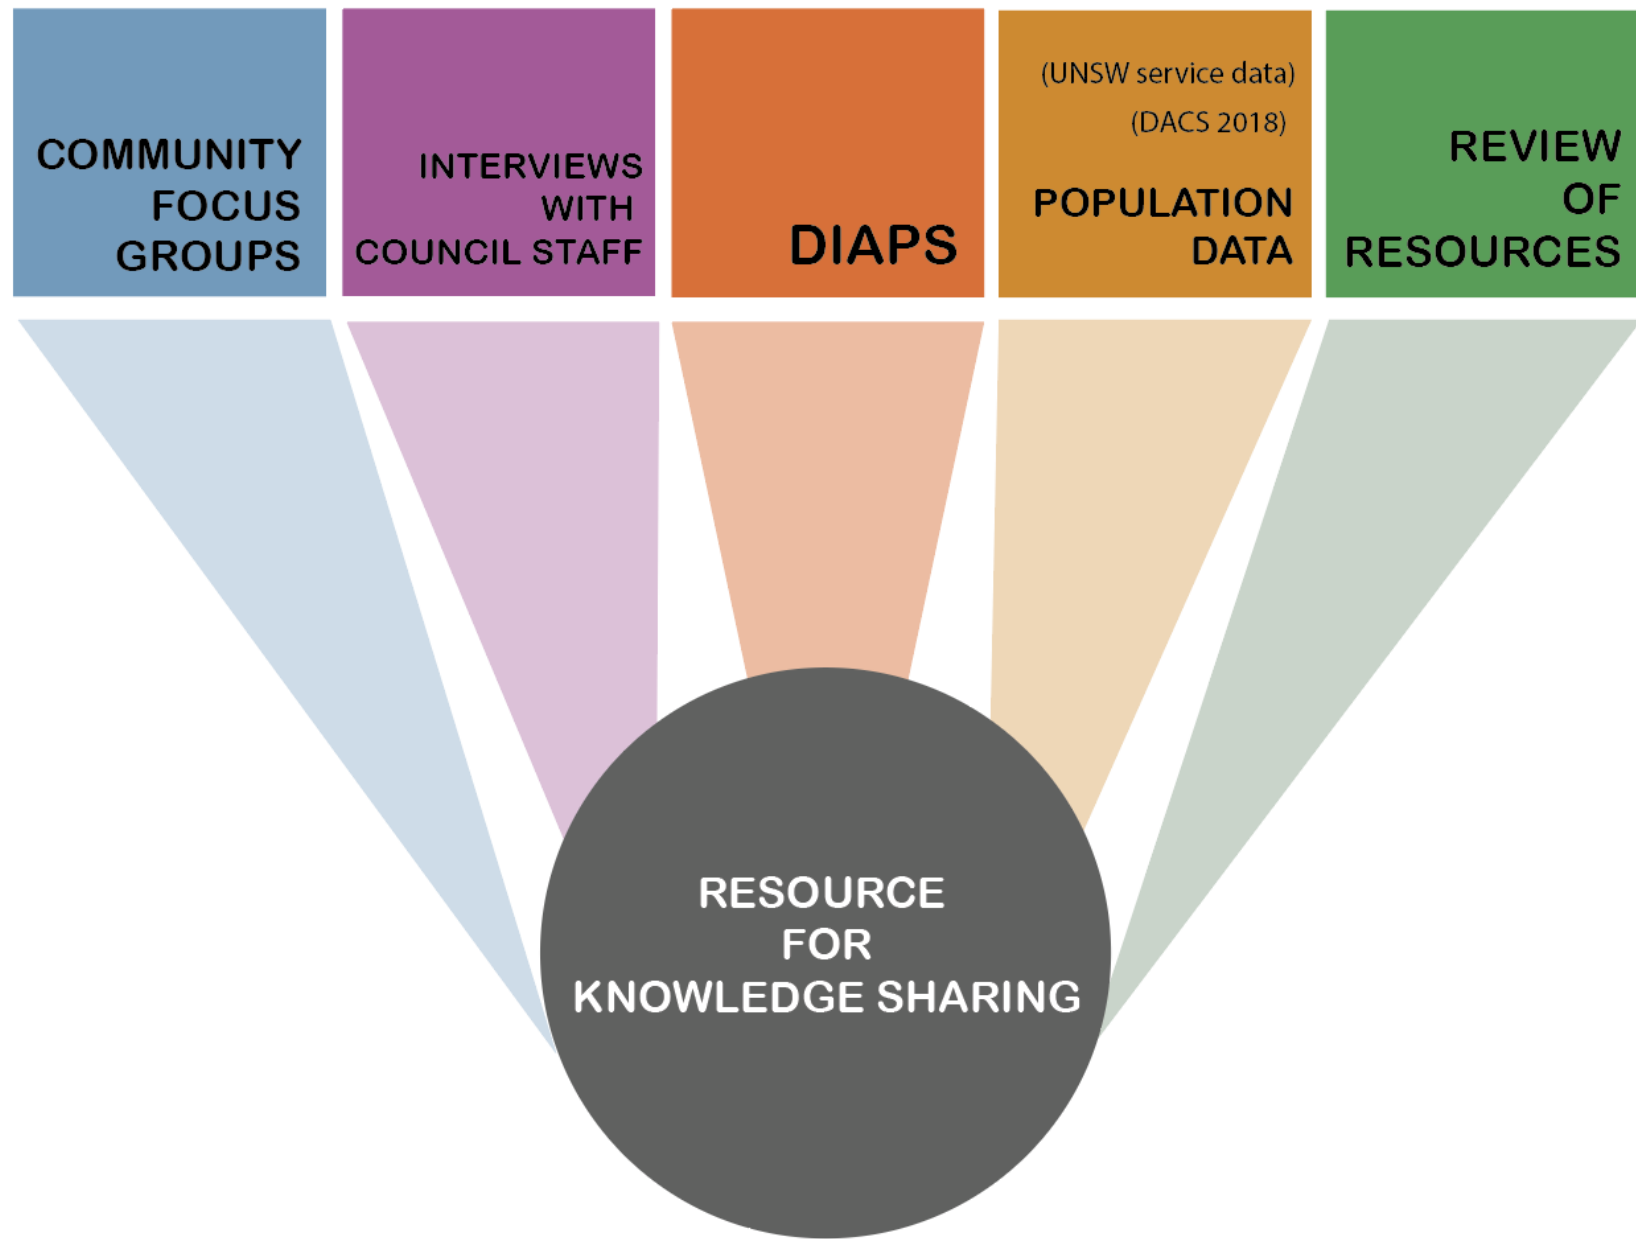 COMMUNITY
FOCUS
GROUPS
INTERVIEWS
WITH
COUNCIL STAFF
DIAPS
(UNSW service data)
(DACS 2018)
POPULATION
DATA
REVIEW
OF
RESOURCES
RESOURCE
FOR
KNOWLEDGE SHARING